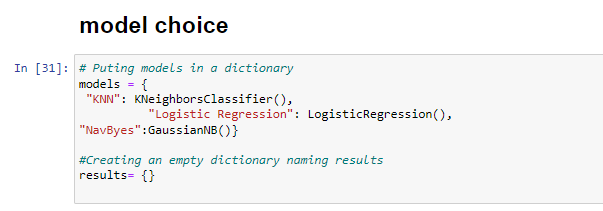 model choice
In [31]: # Puting models in a dictionary
models = {
"KNN": KNeighborsClassifier(),
"Logistic Regression": LogisticRegression(),
"NavByes":GaussianNB()}
#Creating an empty dictionary naming results
results= {}